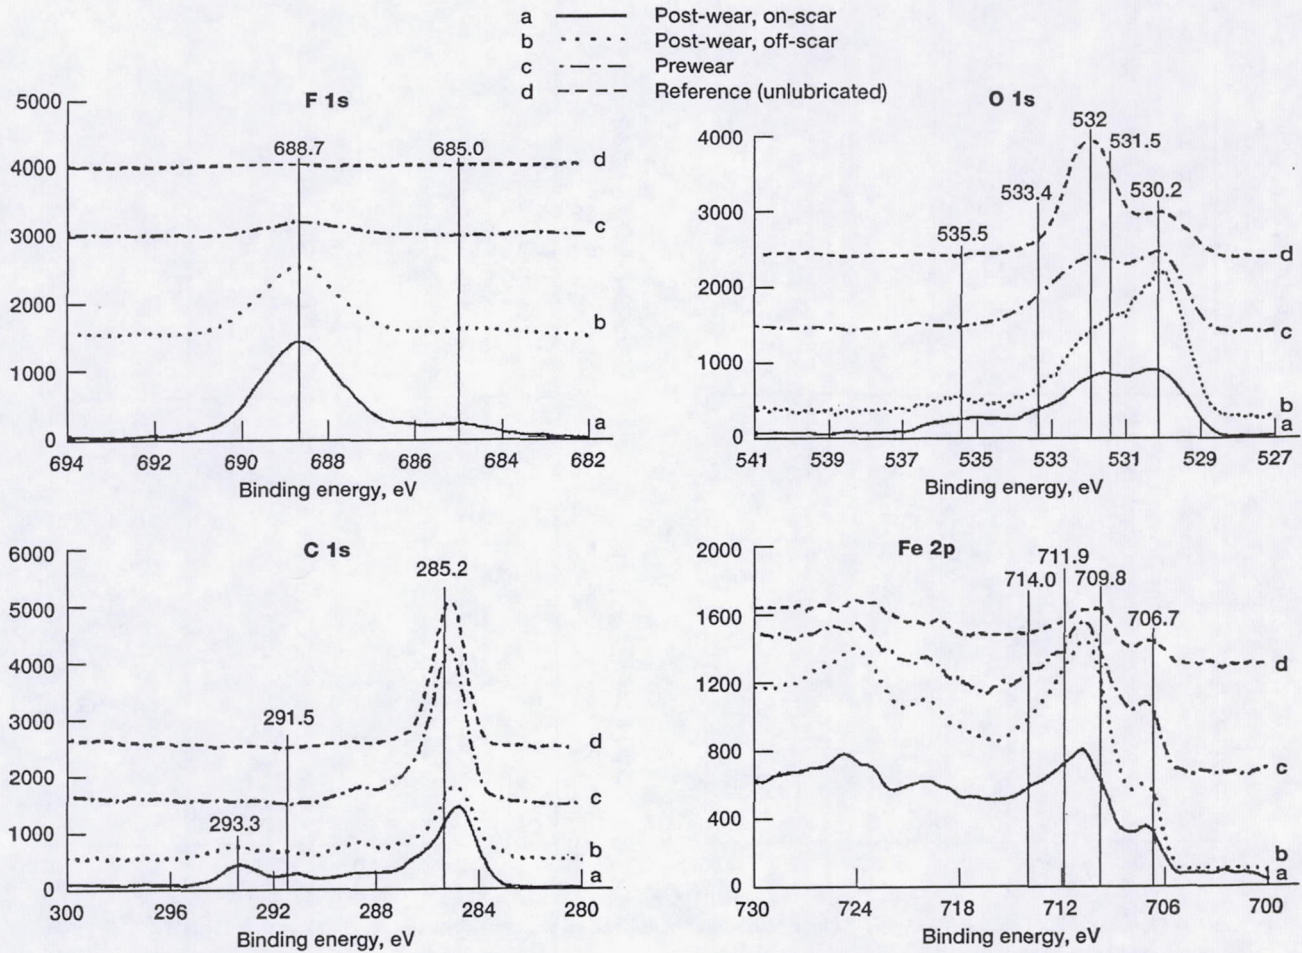 a Post-wear, on-scar
b Post-wear, off-scar
c Prewear
d Reference (unlubricated)
F 1s
5000
4000
3000
2000
1000
0
688.7
685.0
d
c
b
a
694 692 690 688 686 684 682
Binding energy, eV
O 1s
4000
3000
2000
1000
0
532
531.5
533.4
530.2
535.5
d
c
b
a
541 539 537 535 533 531 529 527
Binding energy, eV
C 1s
6000
5000
4000
3000
2000
1000
0
285.2
291.5
293.3
d
c
b
a
300 296 292 288 284 280
Binding energy, eV
Fe 2p
2000
1600
1200
800
400
0
711.9
714.0 709.8
706.7
d
c
b
a
730 724 718 712 706 700
Binding energy, eV